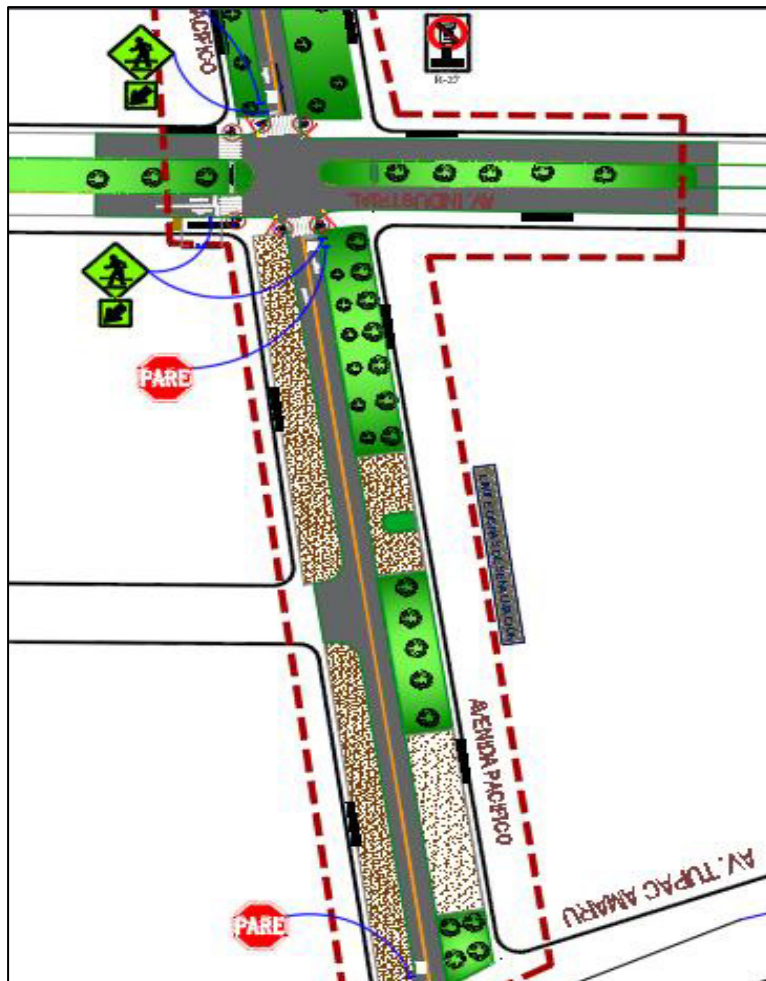 PACIFICO
R-27
AV. INDUSTRIAL
PARE
AVENIDA PACIFICO
AV. TUPAC AMARU
PARE